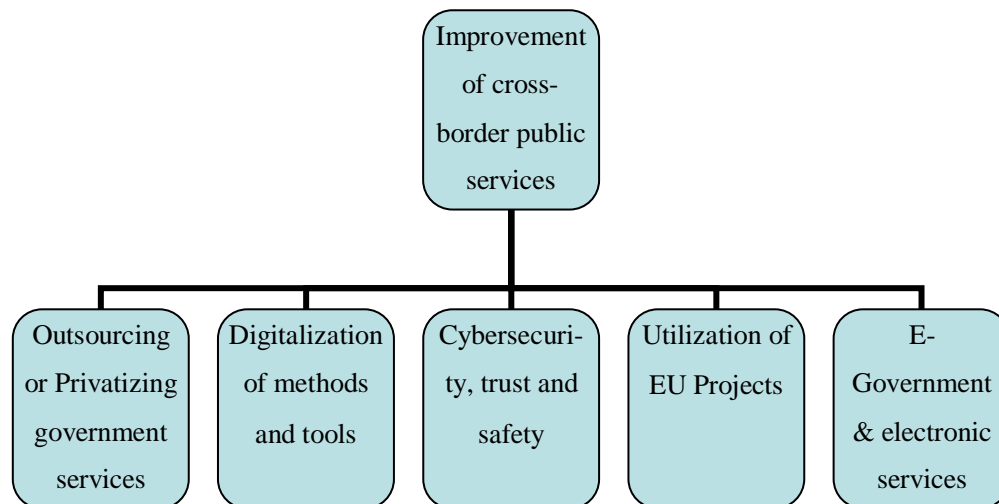 Improvement
of cross-
border public
services
Outsourcing
or Privatizing
government
services
Digitalization
of methods
and tools
Cybersecuri-
ty, trust and
safety
Utilization of
EU Projects
E-
Government
& electronic
services